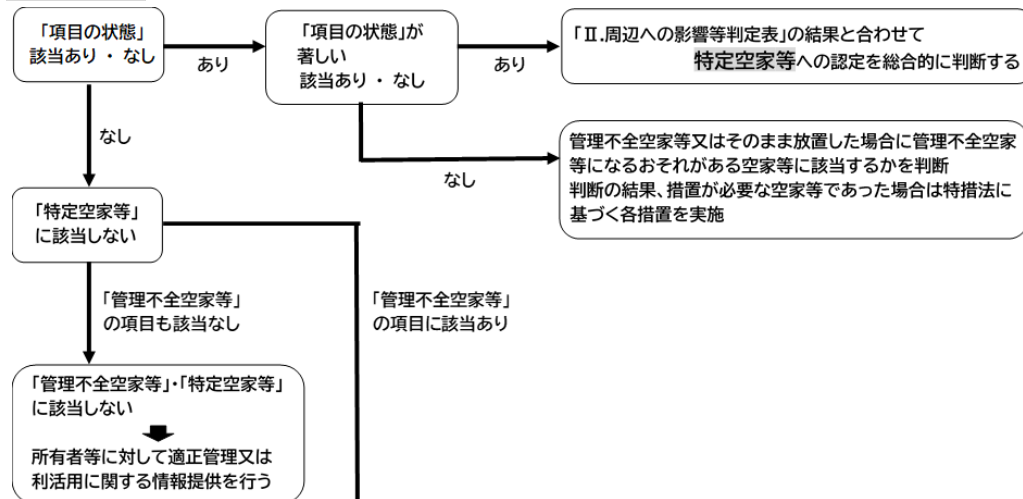 「項目の状態」
該当あり ・ なし
あり
「項目の状態」が
著しい
該当あり ・ なし
あり
「Ⅱ.周辺への影響等判定表」の結果と合わせて
特定空家等への認定を総合的に判断する
なし
なし
管理不全空家等又はそのまま放置した場合に管理不全空家
等になるおそれがある空家等に該当するかを判断
判断の結果、措置が必要な空家等であった場合は特措法に
基づく各措置を実施
「特定空家等」
に該当しない
「管理不全空家等」
の項目も該当なし
「管理不全空家等」
の項目に該当あり
「管理不全空家等」・「特定空家等」
に該当しない
所有者等に対して適正管理又は
利活用に関する情報提供を行う